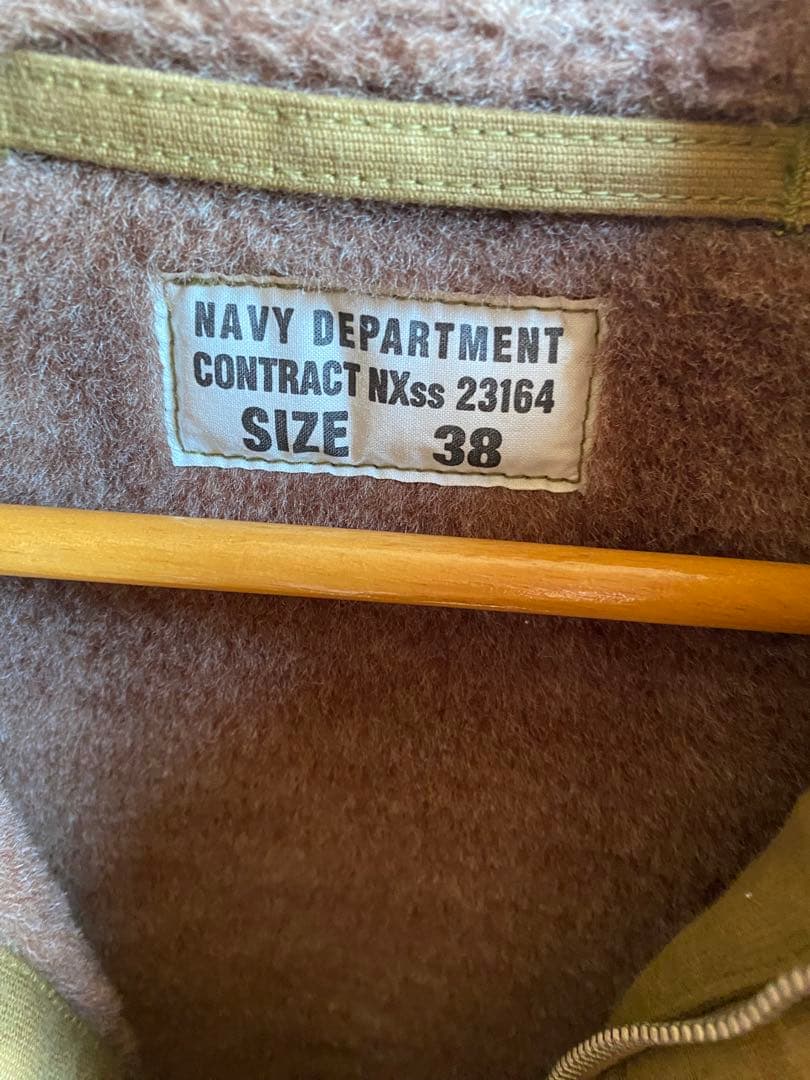 NAVY DEPARTMENT
CONTRACT NXss 23164
SIZE 38